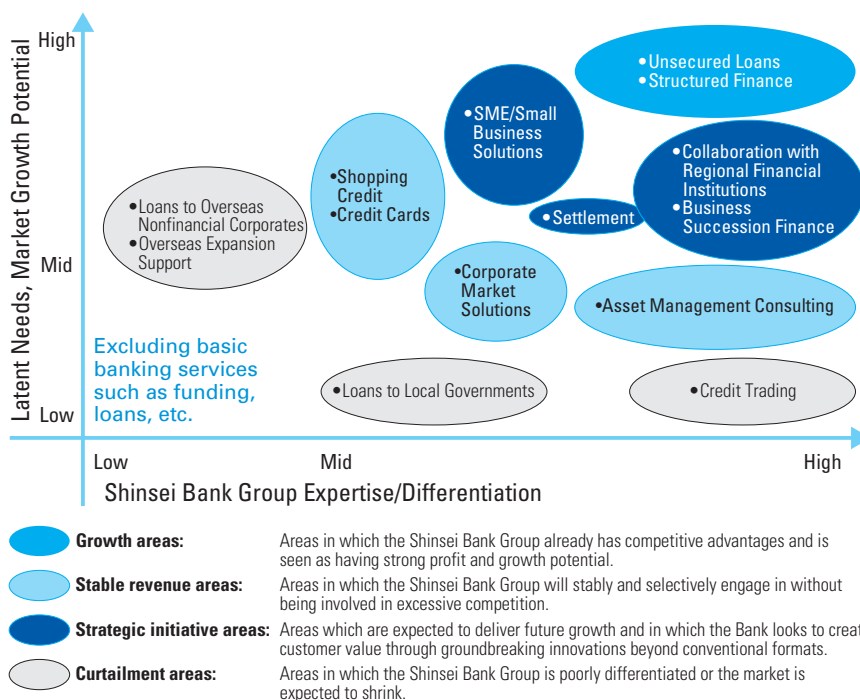 Latent Needs, Market Growth Potential
High
Mid
Low
•Unsecured Loans
•Structured Finance
•SME/Small
Business
Solutions
•Shopping
Credit
•Credit Cards
•Collaboration with
Regional Financial
Institutions
•Business
Succession Finance
•Loans to Overseas
Nonfinancial Corporates
•Overseas Expansion
Support
•Settlement
•Corporate
Market
Solutions
•Asset Management Consulting
Excluding basic
banking services
such as funding,
loans, etc.
•Loans to Local Governments
•Credit Trading
Low
Mid
High
Shinsei Bank Group Expertise/Differentiation
Growth areas: Areas in which the Shinsei Bank Group already has competitive advantages and is
seen as having strong profit and growth potential.
Stable revenue areas: Areas in which the Shinsei Bank Group will stably and selectively engage in without
being involved in excessive competition.
Strategic initiative areas: Areas which are expected to deliver future growth and in which the Bank looks to creat
customer value through groundbreaking innovations beyond conventional formats.
Curtailment areas: Areas in which the Shinsei Bank Group is poorly differentiated or the market is
expected to shrink.